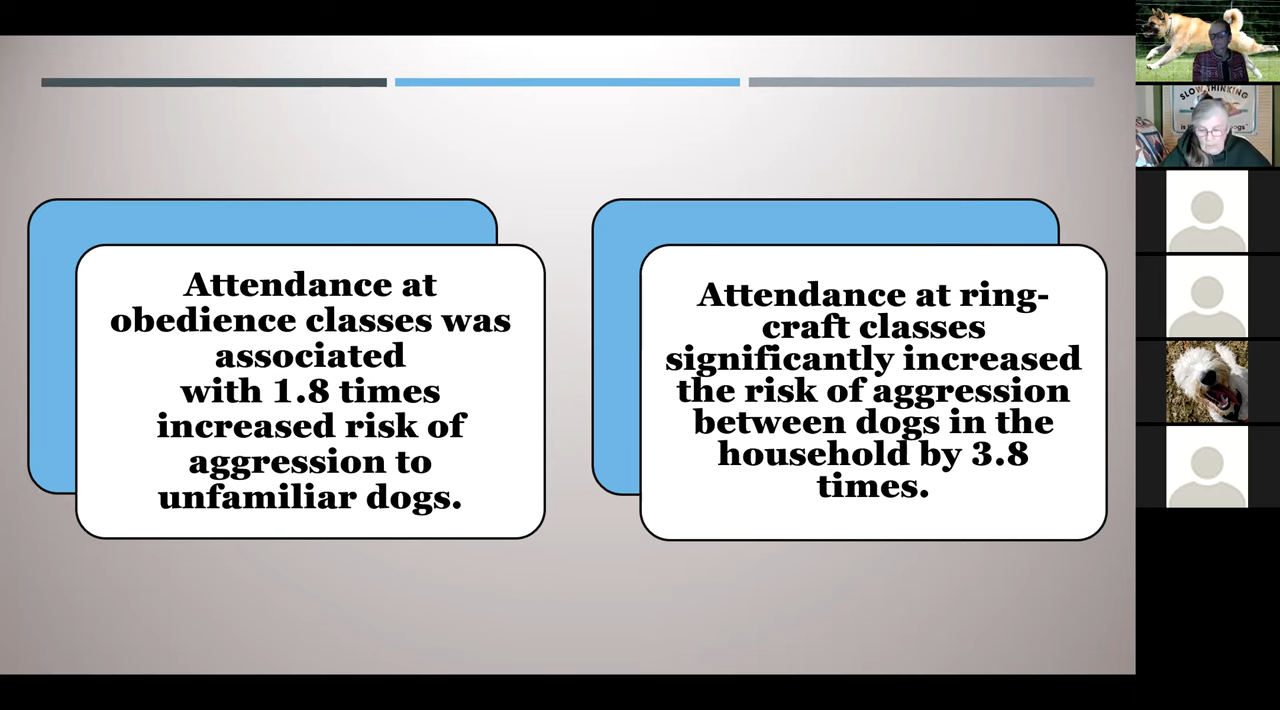 Attendance at
obedience classes was
associated
with 1.8 times
increased risk of
aggression to
unfamiliar dogs.
Attendance at ring-
craft classes
significantly increased
the risk of aggression
between dogs in the
household by 3.8
times.
SLOW THINKING
is
ogs